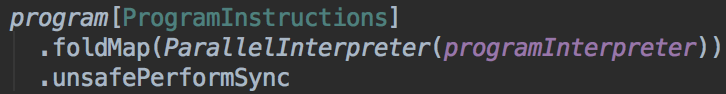 program[ProgramInstructions]
.foldMap(ParallelInterpreter(programInterpreter))
.unsafePerformSync